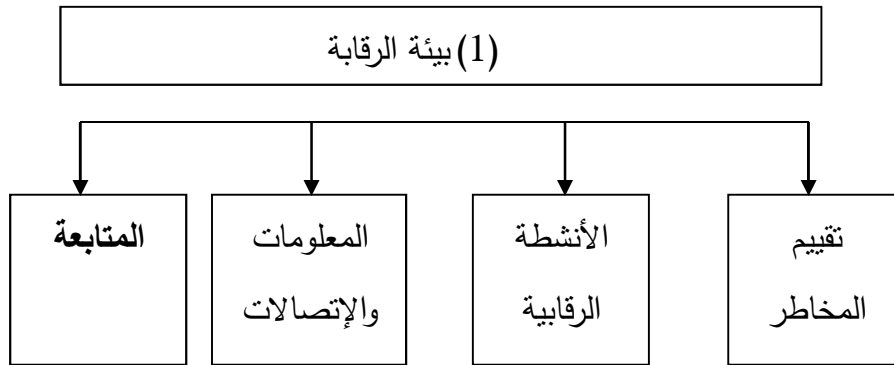 (1) بيئة الرقابة
تقييم
المخاطر
الأنشطة
الرقابية
المعلومات
والإتصالات
المتابعة